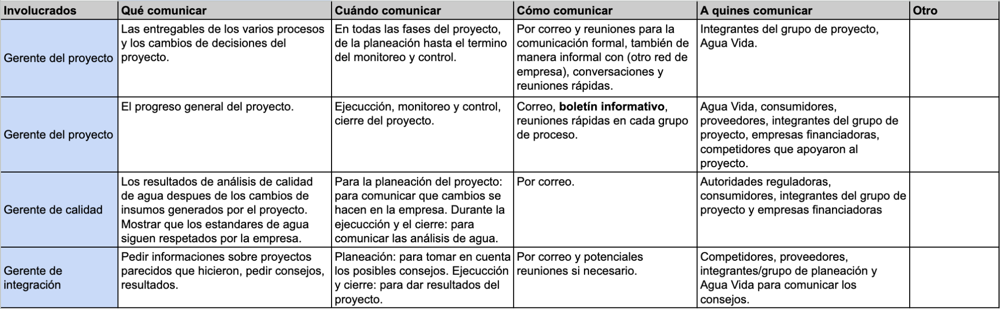 Involucrados Qué comunicar Cuándo comunicar Cómo comunicar A quines comunicar Otro
Gerente del proyecto
Las entregables de los varios procesos
y los cambios de decisiones del
proyecto.
En todas las fases del proyecto,
de la planeación hasta el termino
del monitoreo y control.
Por correo y reuniones para la
comunicación formal, también de
manera informal con (otro red de
empresa), conversaciones y
reuniones rápidas.
Integrantes del grupo de proyecto,
Agua Vida.
Gerente del proyecto
El progreso general del proyecto.
Ejecucción, monitoreo y control,
cierre del proyecto.
Correo, boletín informativo,
reuniones rápidas en cada grupo
de proceso.
Agua Vida, consumidores,
proveedores, integrantes del grupo de
proyecto, empresas financiadoras,
competidores que apoyaron al
proyecto.
Gerente de calidad
Los resultados de análisis de calidad
de agua despues de los cambios de
insumos generados por el proyecto.
Mostrar que los estandares de agua
siguen respetados por la empresa.
Para la planeación del proyecto:
para comunicar que cambios se
hacen en la empresa. Durante la
ejecucción y el cierre: para
comunicar las análisis de agua.
Por correo.
Autoridades reguladoras,
consumidores, integrantes del grupo de
proyecto y empresas financiadoras
Gerente de
integración
Pedir informaciones sobre proyectos
parecidos que hicieron, pedir consejos,
resultados.
Planeación: para tomar en cuenta
los posibles consejos. Ejecucción
y cierre: para dar resultados del
proyecto.
Por correo y potenciales
reuniones si necesario.
Competidores, proveedores,
integrantes/grupo de planeación y
Agua Vida para comunicar los
consejos.